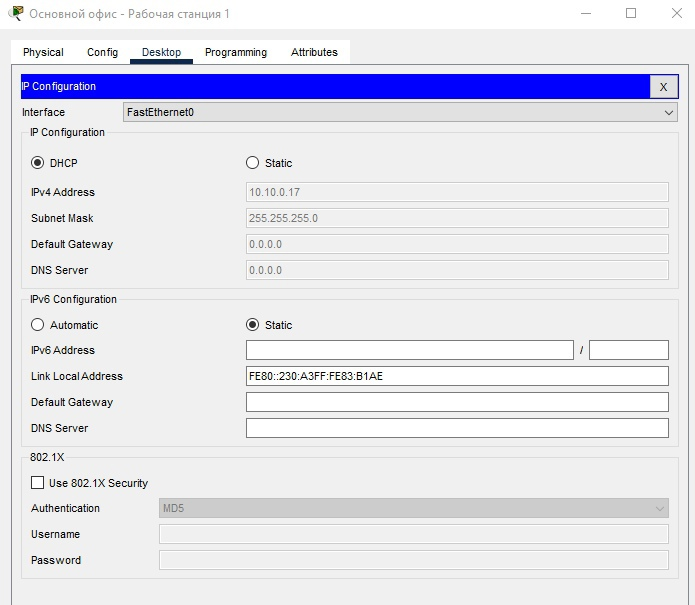 Основной офис - Рабочая станция 1
Physical Config Desktop Programming Attributes
IP Configuration X
Interface FastEthernet0
IP Configuration
DHCP Static
IPv4 Address 10.10.0.17
Subnet Mask 255.255.255.0
Default Gateway 0.0.0.0
DNS Server 0.0.0.0
IPv6 Configuration
Automatic Static
IPv6 Address /
Link Local Address FE80::230:A3FF:FE83:B1AE
Default Gateway
DNS Server
802.1X
Use 802.1X Security
Authentication MD5
Username
Password